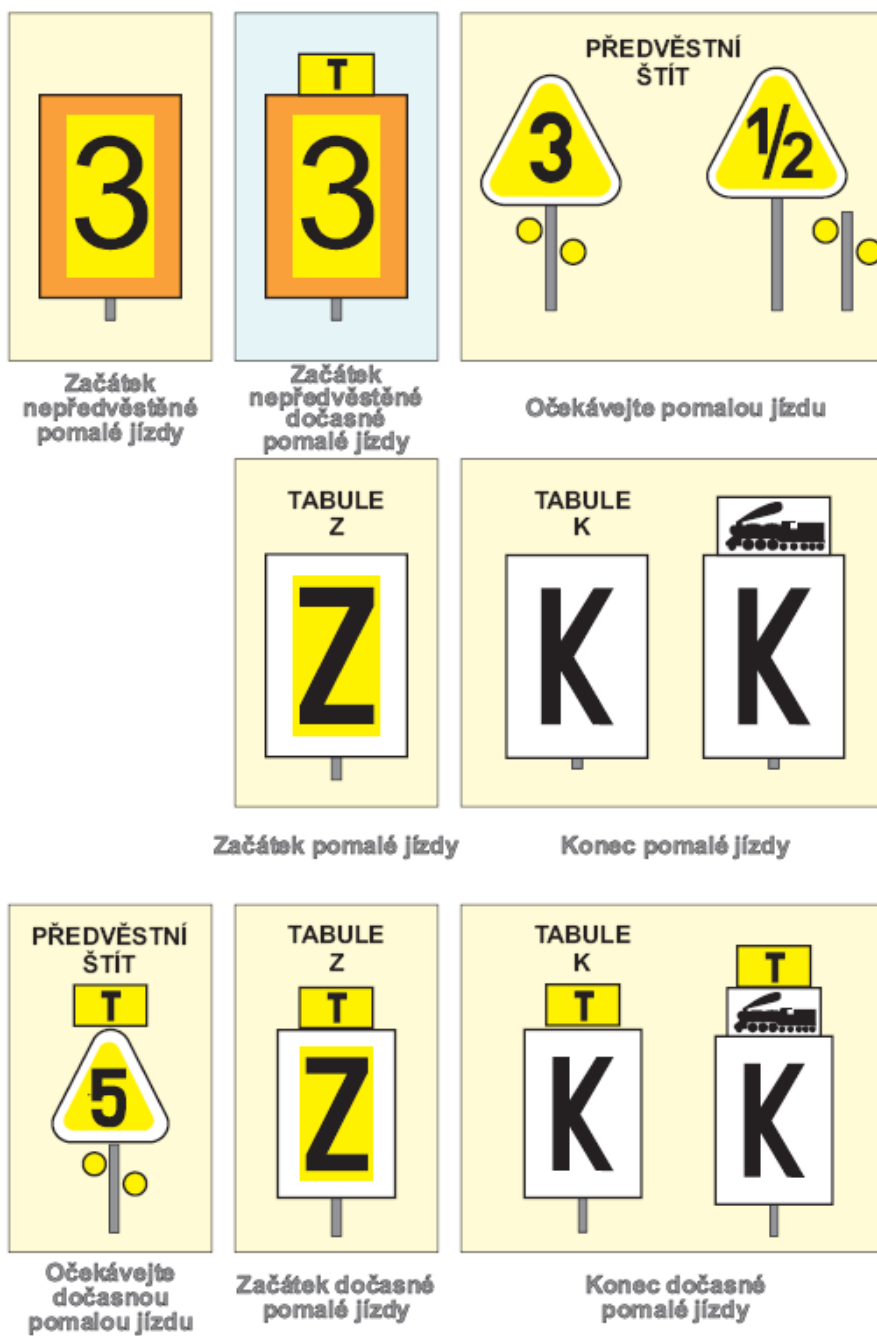 3
Začátek
nepředvěstěné
pomalé jízdy
T
3
Začátek
nepředvěstěné
dočasné
pomalé jízdy
PŘEDVĚSTNÍ
ŠTÍT
3
1/2
Očekávejte pomalou jízdu
TABULE
Z
Z
Začátek pomalé jízdy
TABULE
K
K
K
Konec pomalé jízdy
PŘEDVĚSTNÍ
ŠTÍT
T
5
Očekávejte
dočasnou
pomalou jízdu
TABULE
Z
T
Z
Začátek dočasné
pomalé jízdy
TABULE
K
T
K
T
K
Konec dočasné
pomalé jízdy